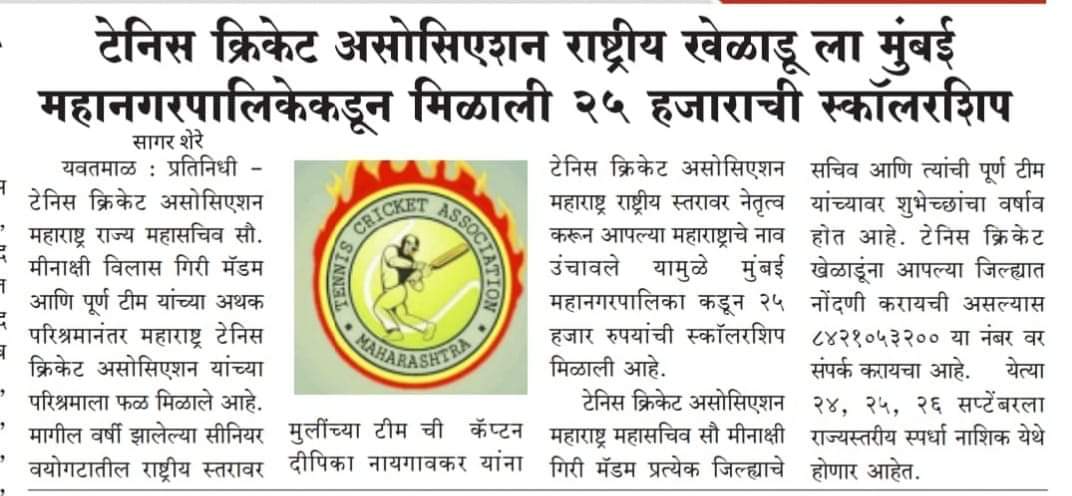 टेनिस क्रिकेट असोसिएशन राष्ट्रीय खेळाडू ला मुंबई
महानगरपालिकेकडून मिळाली २५ हजाराची स्कॉलरशिप
सागर शेरे
यवतमाळ : प्रतिनिधी –
टेनिस क्रिकेट असोसिएशन
महाराष्ट्र राज्य महासचिव सौ.
मीनाक्षी विलास गिरी मॅडम
आणि पूर्ण टीम यांच्या अथक
परिश्रमानंतर महाराष्ट्र टेनिस
क्रिकेट असोसिएशन यांच्या
परिश्रमाला फळ मिळाले आहे.
मागील वर्षी झालेल्या सीनियर
वयोगटातील राष्ट्रीय स्तरावर
TENNIS CRICKET ASSOCIATION
MAHARASHTRA
मुलींच्या टीम ची कॅप्टन
दीपिका नायगावकर यांना
टेनिस क्रिकेट असोसिएशन
महाराष्ट्र राष्ट्रीय स्तरावर नेतृत्व
करून आपल्या महाराष्ट्राचे नाव
उंचावले यामुळे मुंबई
महानगरपालिका कडून २५
हजार रुपयांची स्कॉलरशिप
मिळाली आहे.
टेनिस क्रिकेट असोसिएशन
महाराष्ट्र महासचिव सौ मीनाक्षी
गिरी मॅडम प्रत्येक जिल्ह्याचे
सचिव आणि त्यांची पूर्ण टीम
यांच्यावर शुभेच्छांचा वर्षाव
होत आहे. टेनिस क्रिकेट
खेळाडूंना आपल्या जिल्ह्यात
नोंदणी करायची असल्यास
८४२१०५३२०० या नंबर वर
संपर्क करायचा आहे. येत्या
२४, २५, २६ सप्टेंबरला
राज्यस्तरीय स्पर्धा नाशिक येथे
होणार आहेत.